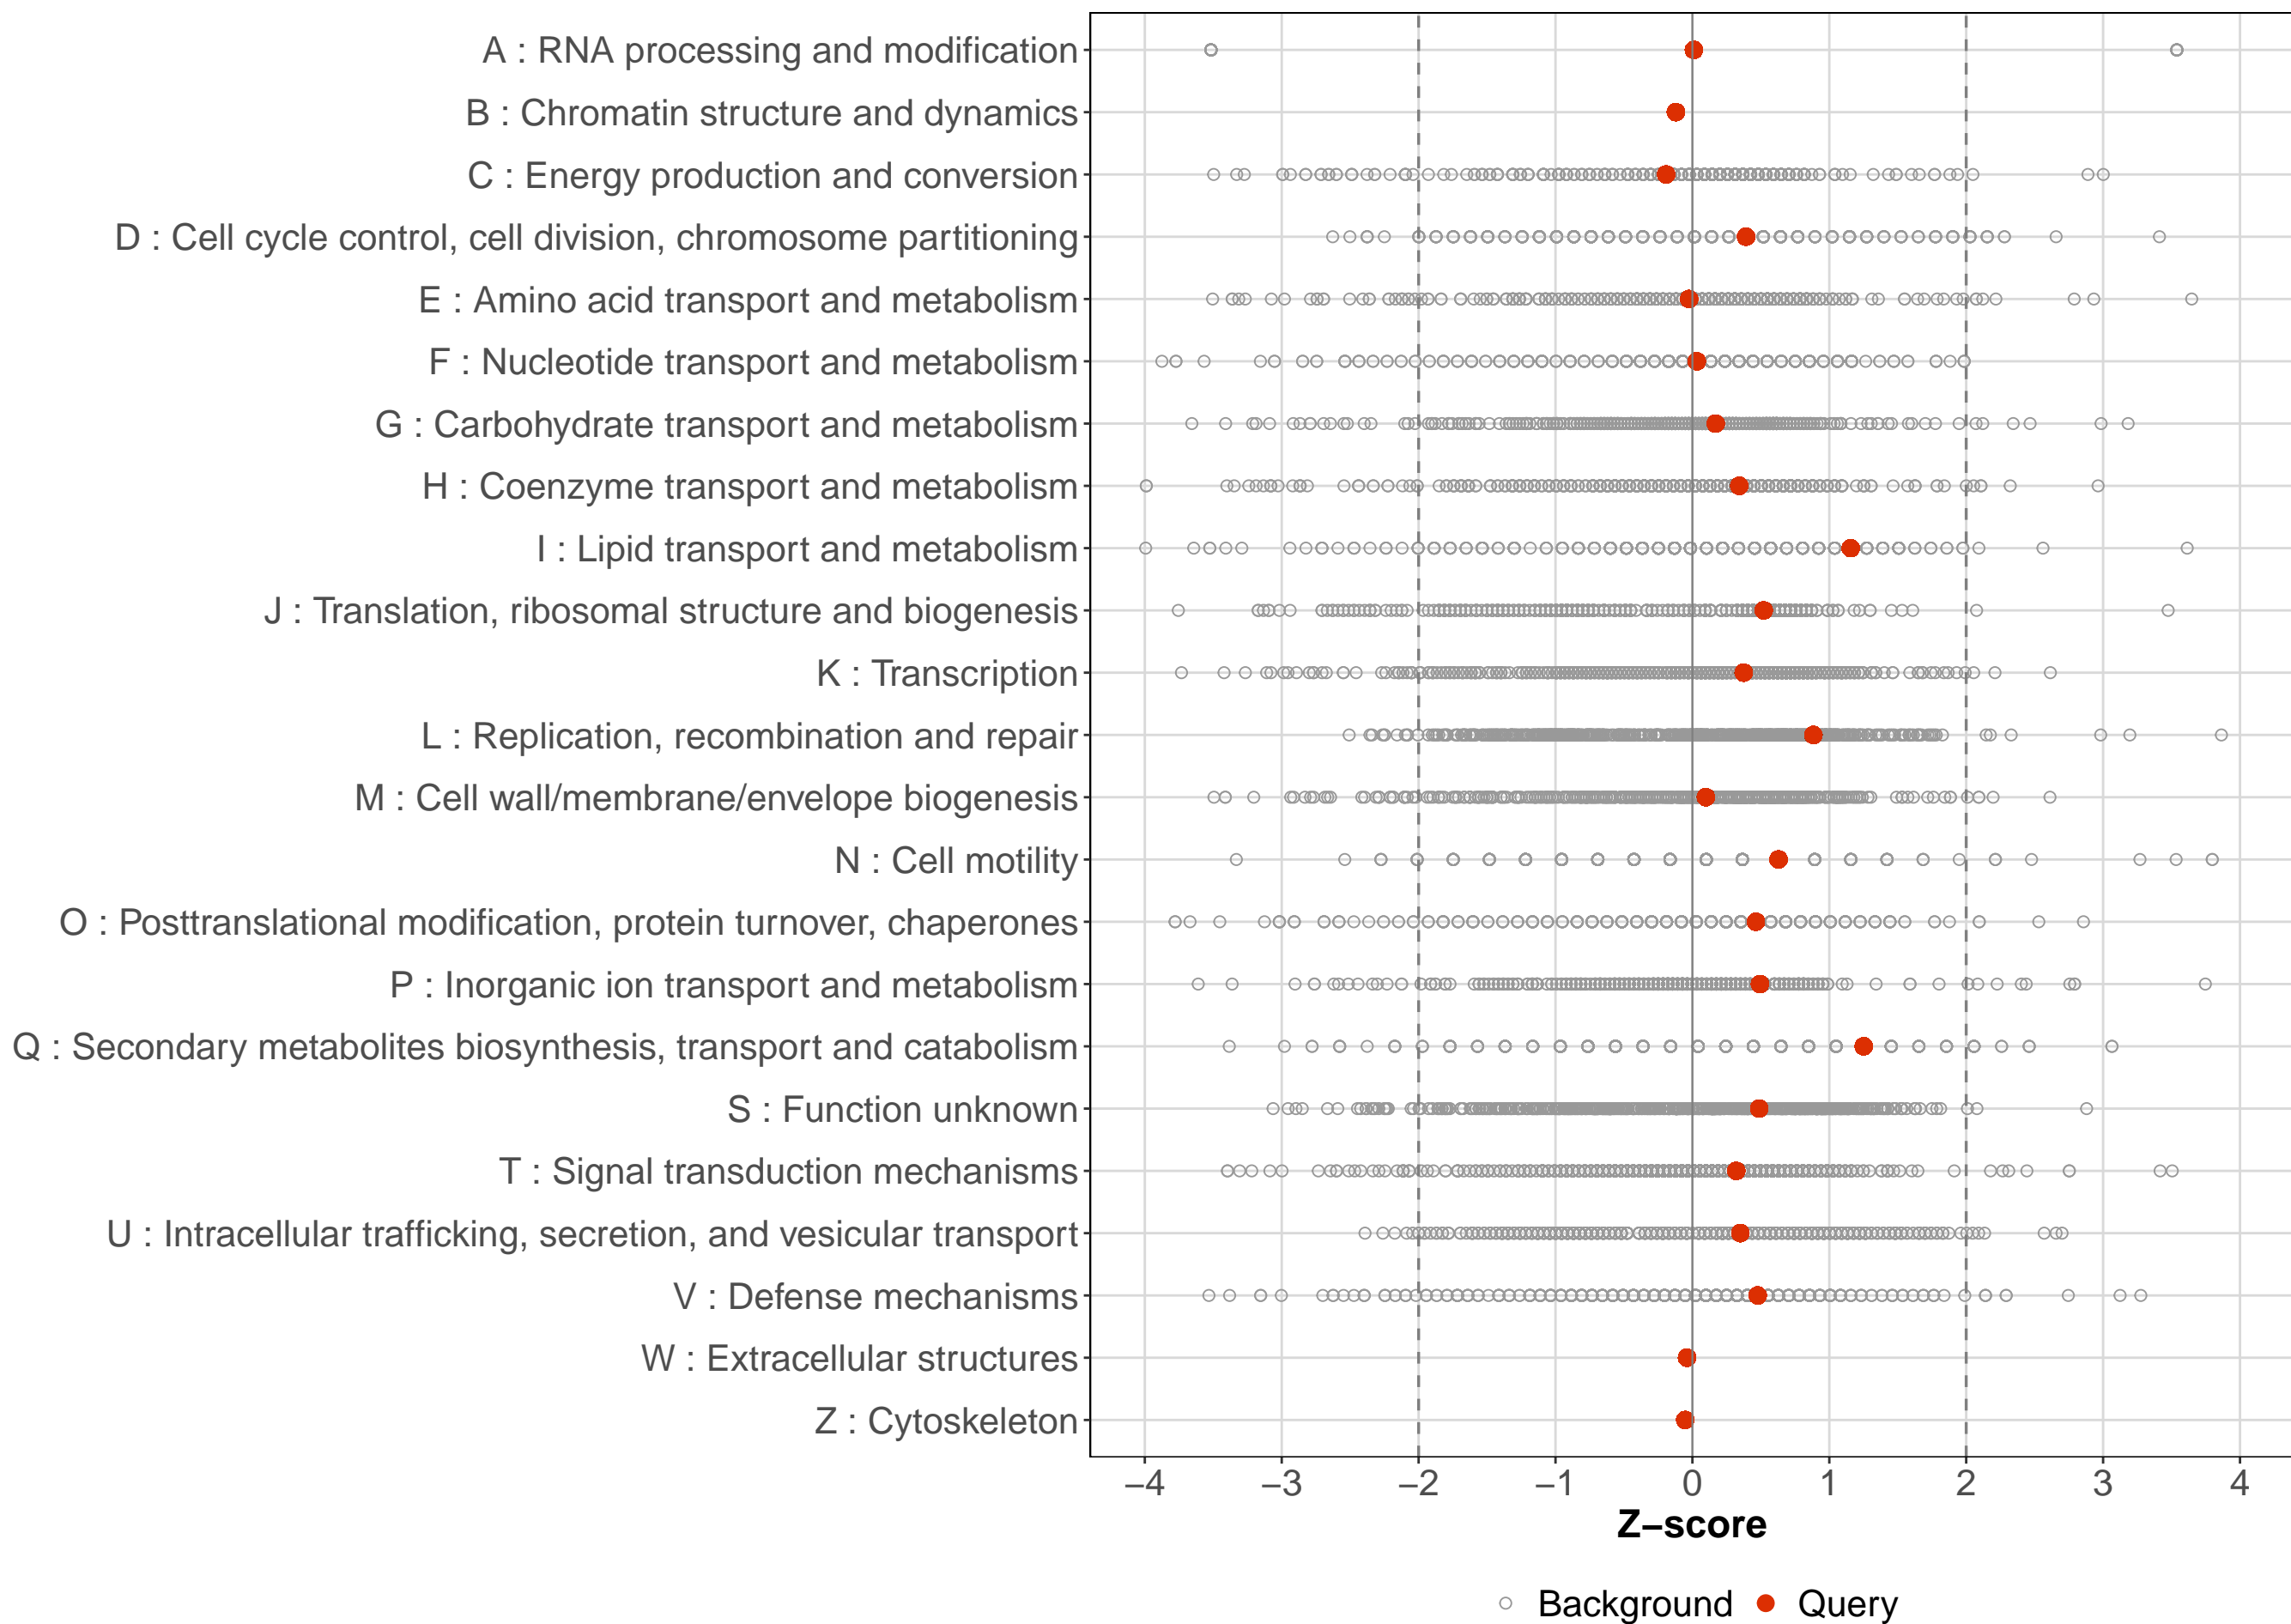 A : RNA processing and modification
B : Chromatin structure and dynamics
C : Energy production and conversion
D : Cell cycle control, cell division, chromosome partitioning
E : Amino acid transport and metabolism
F : Nucleotide transport and metabolism
G : Carbohydrate transport and metabolism
H : Coenzyme transport and metabolism
I : Lipid transport and metabolism
J : Translation, ribosomal structure and biogenesis
K : Transcription
L : Replication, recombination and repair
M : Cell wall/membrane/envelope biogenesis
N : Cell motility
O : Posttranslational modification, protein turnover, chaperones
P : Inorganic ion transport and metabolism
Q : Secondary metabolites biosynthesis, transport and catabolism
S : Function unknown
T : Signal transduction mechanisms
U : Intracellular trafficking, secretion, and vesicular transport
V : Defense mechanisms
W : Extracellular structures
Z : Cytoskeleton
−4 −3 −2 −1 0 1 2 3 4
Z−score
Background Query